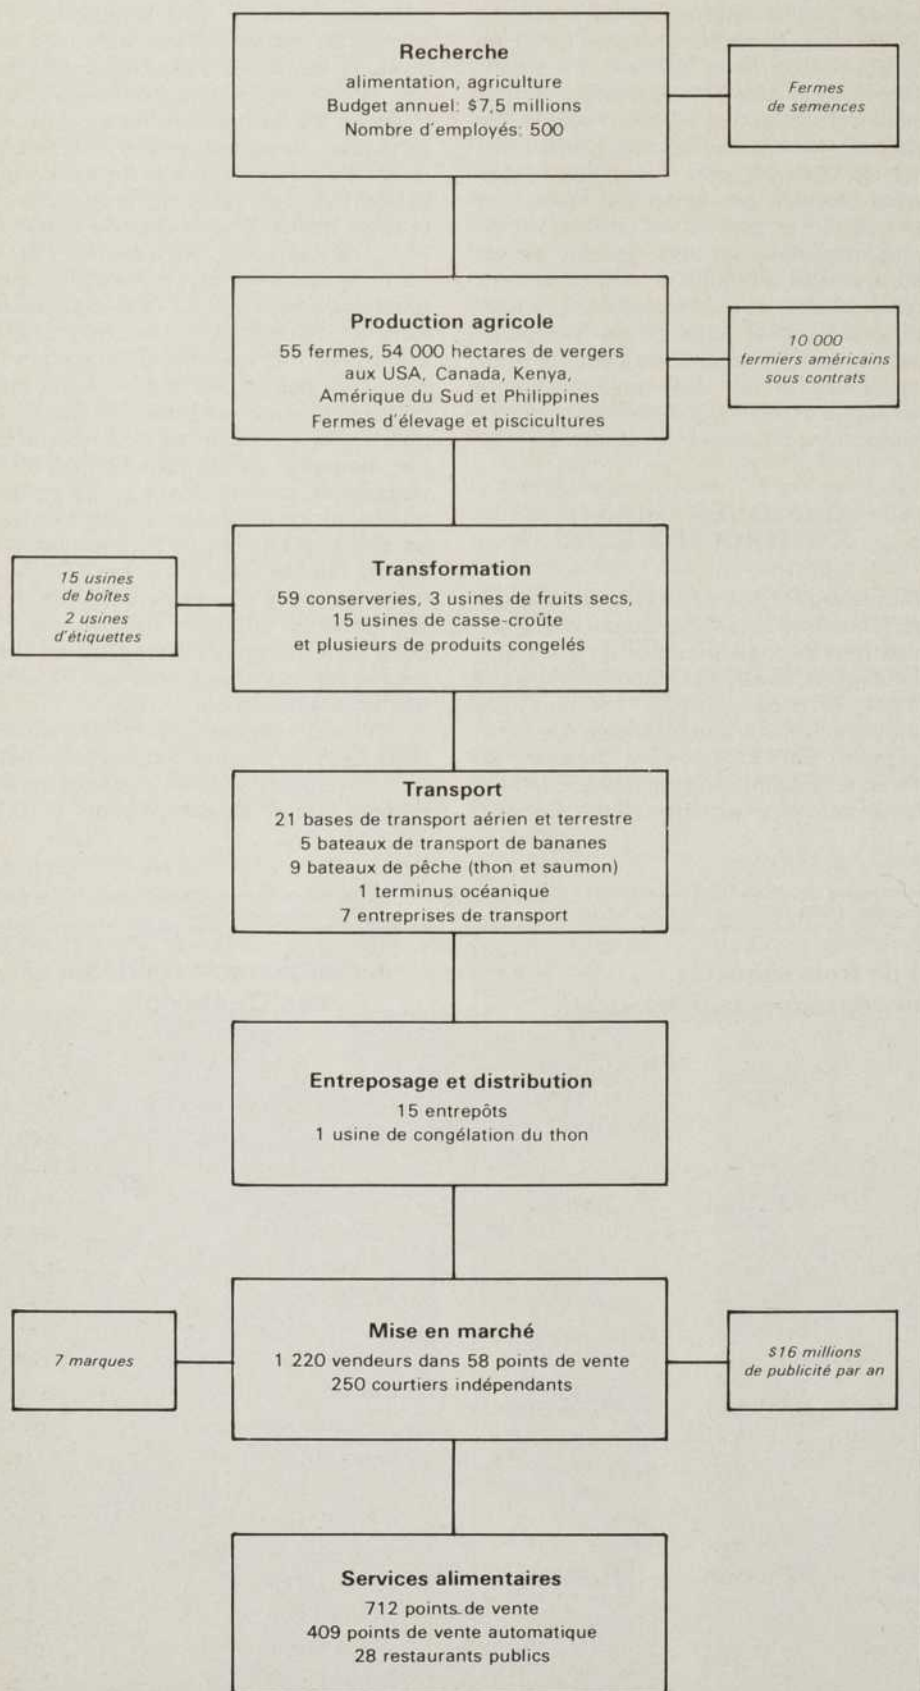 Recherche
alimentation, agriculture
Budget annuel: $7,5 millions
Nombre d'employés: 500
Fermes
de semences
Production agricole
55 fermes, 54 000 hectares de vergers
aux USA, Canada, Kenya,
Amérique du Sud et Philippines
Fermes d'élevage et piscicultures
10 000
fermiers américains
sous contrats
15 usines
de boîtes
2 usines
d'étiquettes
Transformation
59 conserveries, 3 usines de fruits secs,
15 usines de casse-croûte
et plusieurs de produits congelés
Transport
21 bases de transport aérien et terrestre
5 bateaux de transport de bananes
9 bateaux de pêche (thon et saumon)
1 terminus océanique
7 entreprises de transport
Entreposage et distribution
15 entrepôts
1 usine de congélation du thon
7 marques
Mise en marché
1 220 vendeurs dans 58 points de vente
250 courtiers indépendants
$16 millions
de publicité par an
Services alimentaires
712 points de vente
409 points de vente automatique
28 restaurants publics